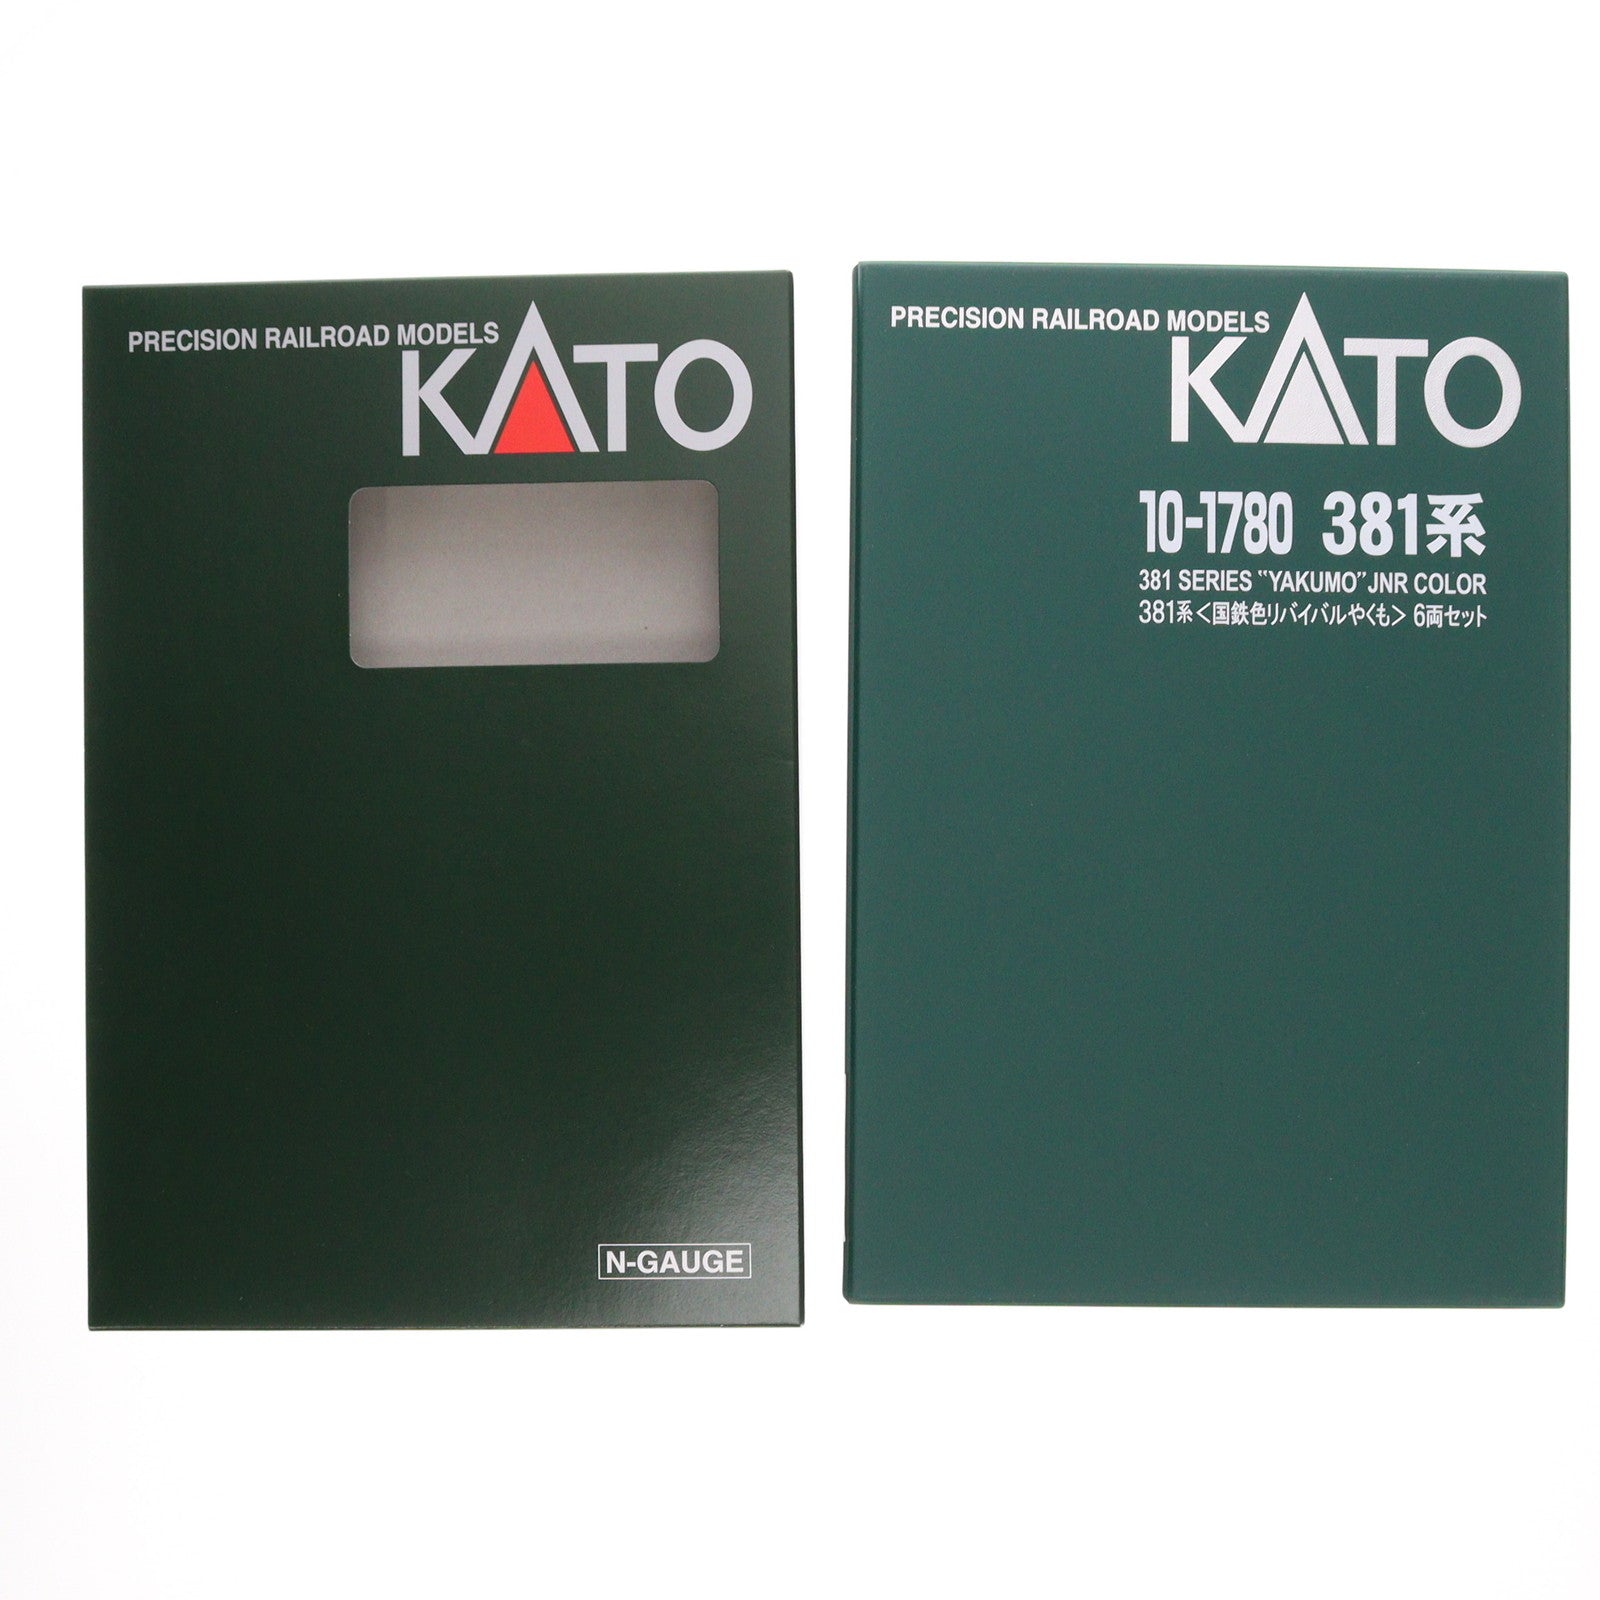 PRECISION RAILROAD MODELS
KATO
N-GAUGE
PRECISION RAILROAD MODELS
KATO
10-1780 381系
381 SERIES “YAKUMO” JNR COLOR
381系＜国鉄色リバイバルやくも＞ 6両セット